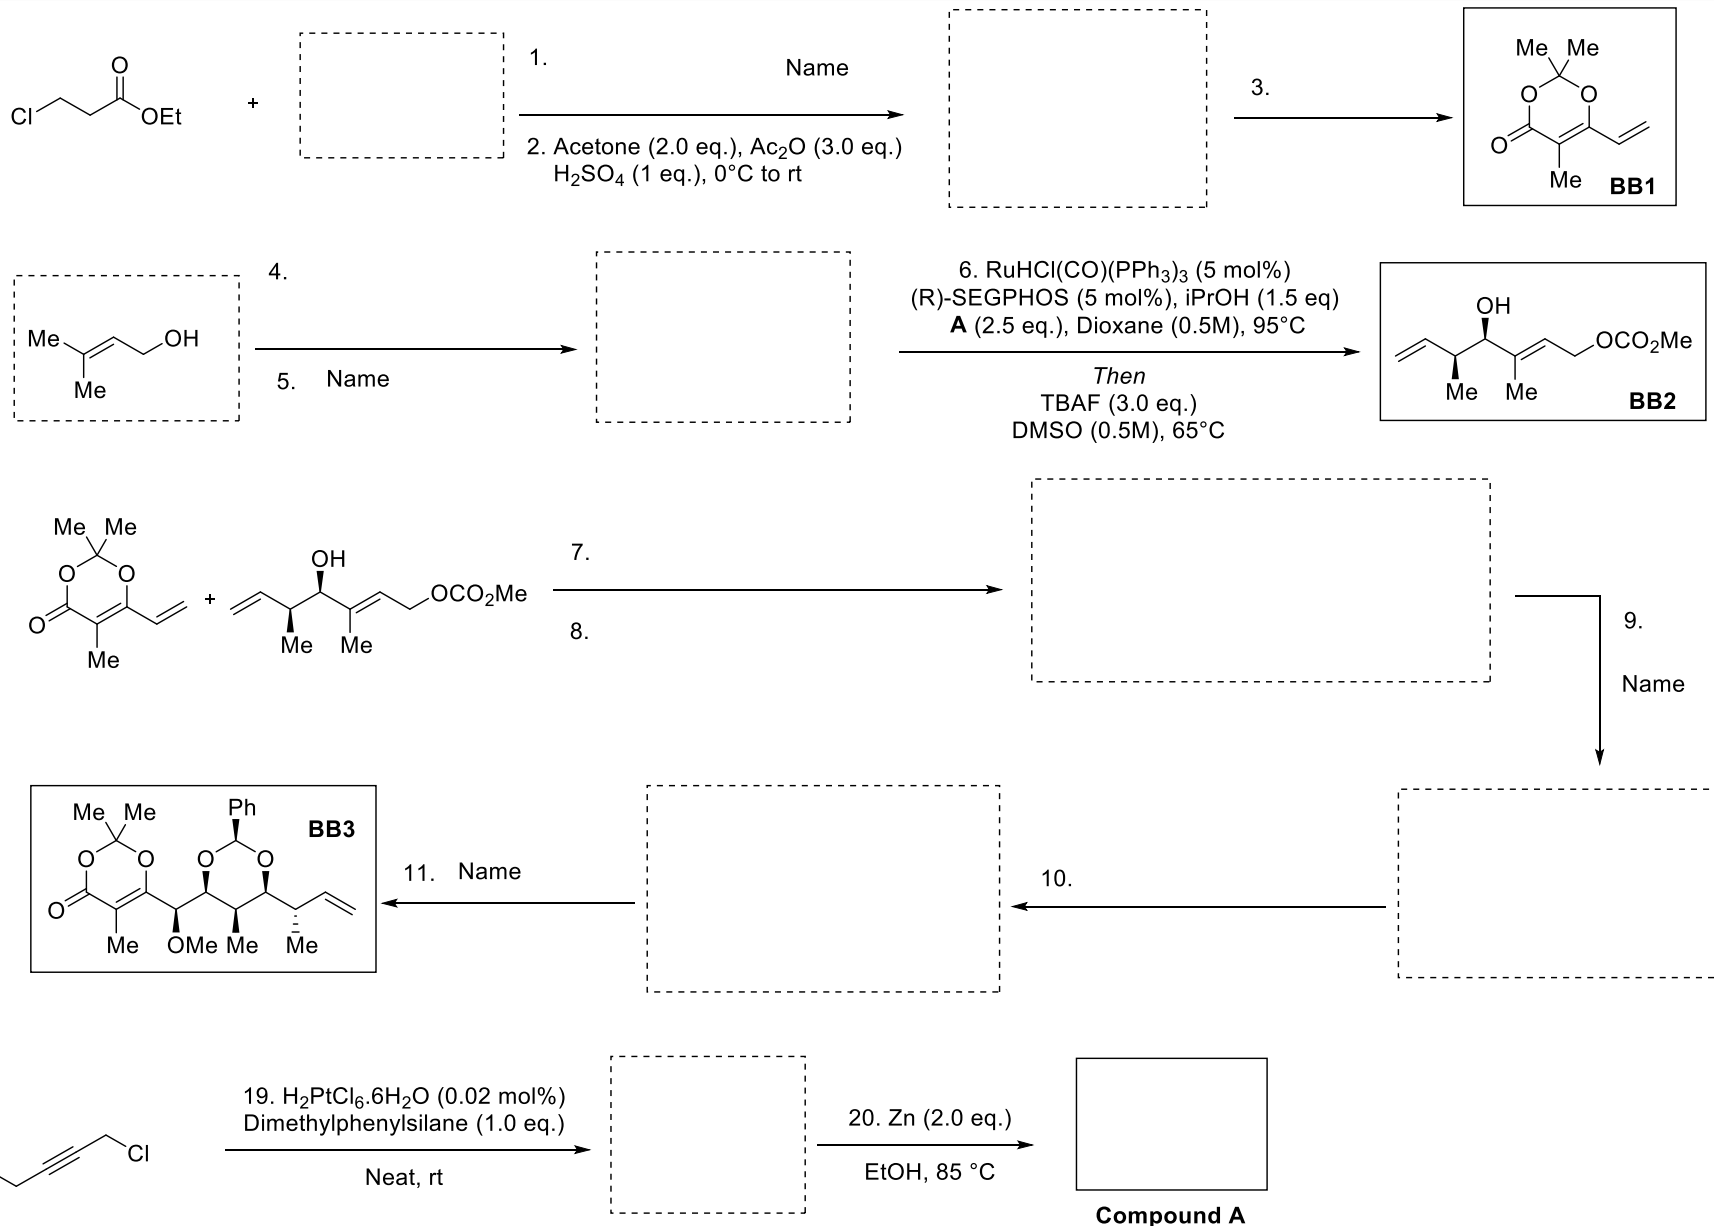 O
Cl
OEt
+
1.
Name
2. Acetone (2.0 eq.), Ac₂O (3.0 eq.)
H₂SO₄ (1 eq.), 0°C to rt
3.
Me Me
O O
O
Me
BB1
Me
OH
Me
4.
5. Name
6. RuHCl(CO)(PPh₃)₃ (5 mol%)
(R)-SEGPHOS (5 mol%), iPrOH (1.5 eq)
A (2.5 eq.), Dioxane (0.5M), 95°C
Then
TBAF (3.0 eq.)
DMSO (0.5M), 65°C
OH
OCO₂Me
Me Me
BB2
Me Me
O O
O
Me
+
OH
OCO₂Me
Me Me
7.
8.
9.
Name
10.
11. Name
Ph
Me Me
BB3
O O O O
O
Me OMe Me Me
Cl
19. H₂PtCl₆.6H₂O (0.02 mol%)
Dimethylphenylsilane (1.0 eq.)
Neat, rt
20. Zn (2.0 eq.)
EtOH, 85 °C
Compound A